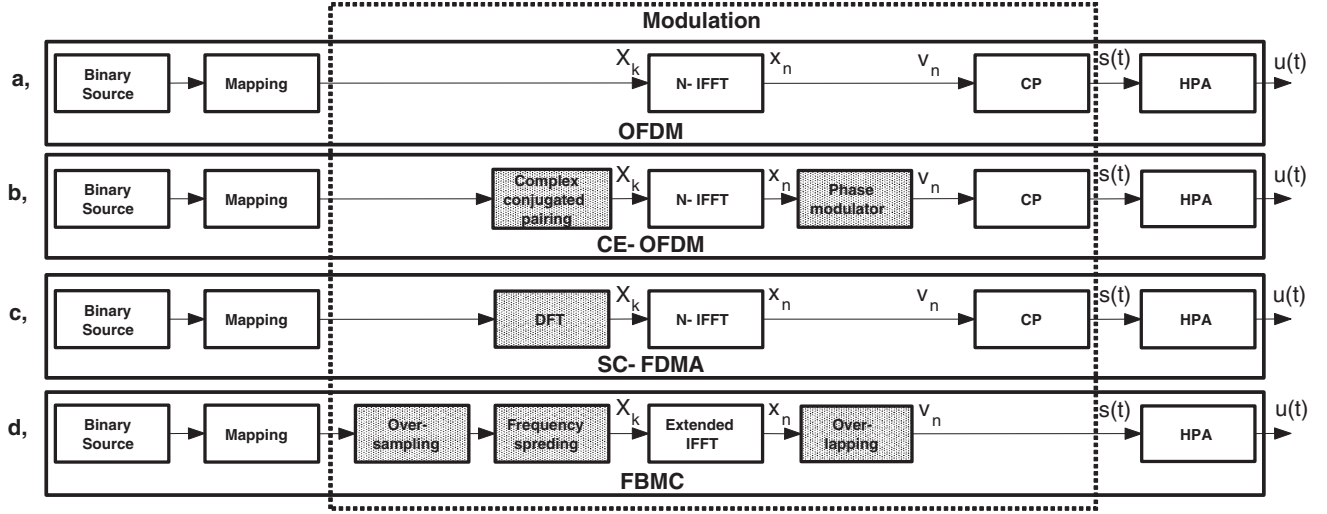 Modulation
a,
Binary
Source
Mapping
X_k
N- IFFT
x_n
v_n
CP
s(t)
HPA
u(t)
OFDM
b,
Binary
Source
Mapping
Complex
conjugated
pairing
X_k
N- IFFT
x_n
Phase
modulator
v_n
CP
s(t)
HPA
u(t)
CE- OFDM
c,
Binary
Source
Mapping
DFT
X_k
N- IFFT
x_n
v_n
CP
s(t)
HPA
u(t)
SC- FDMA
d,
Binary
Source
Mapping
Over-
sampling
Frequency
spreding
X_k
Extended
IFFT
x_n
Over-
lapping
v_n
s(t)
HPA
u(t)
FBMC